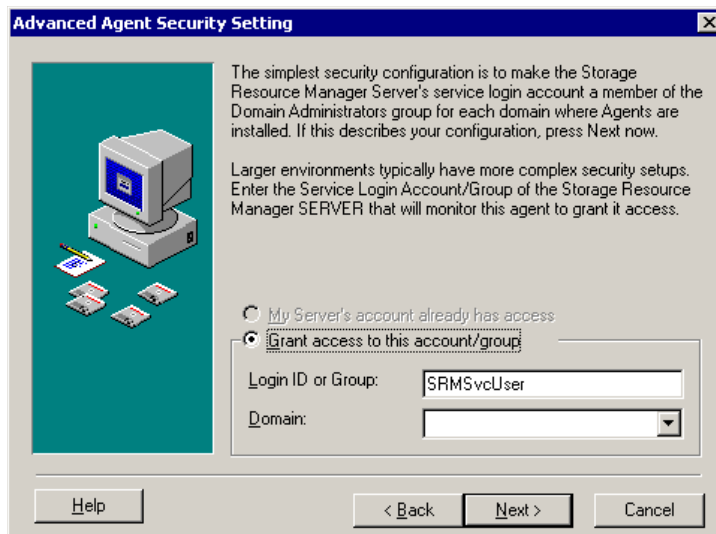 Advanced Agent Security Setting
The simplest security configuration is to make the Storage
Resource Manager Server's service login account a member of the
Domain Administrators group for each domain where Agents are
installed. If this describes your configuration, press Next now.
Larger environments typically have more complex security setups.
Enter the Service Login Account/Group of the Storage Resource
Manager SERVER that will monitor this agent to grant it access.
My Server's account already has access
Grant access to this account/group
Login ID or Group: SRMSvcUser
Domain:
Help < Back Next > Cancel